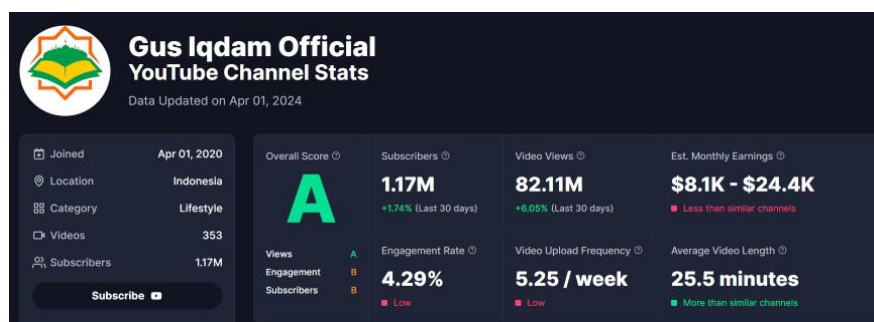 Gus Iqdam Official
YouTube Channel Stats
Data Updated on Apr 01, 2024
Joined Apr 01, 2020
Location Indonesia
Category Lifestyle
Videos 353
Subscribers 1.17M
Subscribe
Overall Score
A
Views A
Engagement B
Subscribers B
Subscribers
1.17M
+1.74% (Last 30 days)
Video Views
82.11M
+6.05% (Last 30 days)
Est. Monthly Earnings
$8.1K - $24.4K
Less than similar channels
Engagement Rate
4.29%
Low
Video Upload Frequency
5.25 / week
Low
Average Video Length
25.5 minutes
More than similar channels